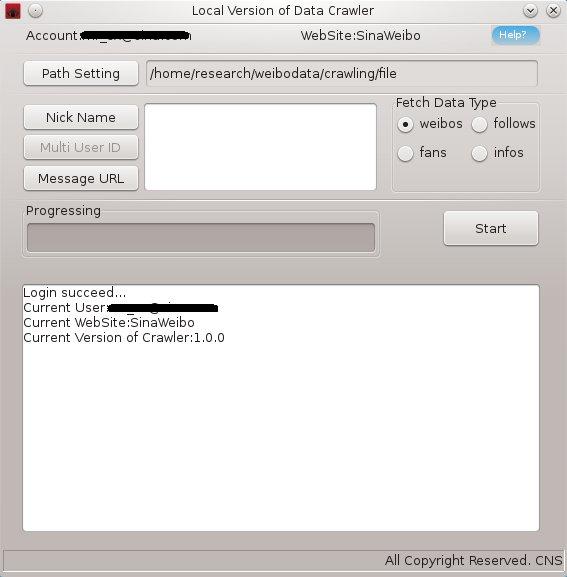 Local Version of Data Crawler
Account: WebSite:SinaWeibo Help?
Path Setting /home/research/weibodata/crawling/file
Fetch Data Type
Nick Name
weibos follows
Multi User ID
fans infos
Message URL
Progressing
Start
Login succeed...
Current User:
Current WebSite:SinaWeibo
Current Version of Crawler:1.0.0
All Copyright Reserved. CNS